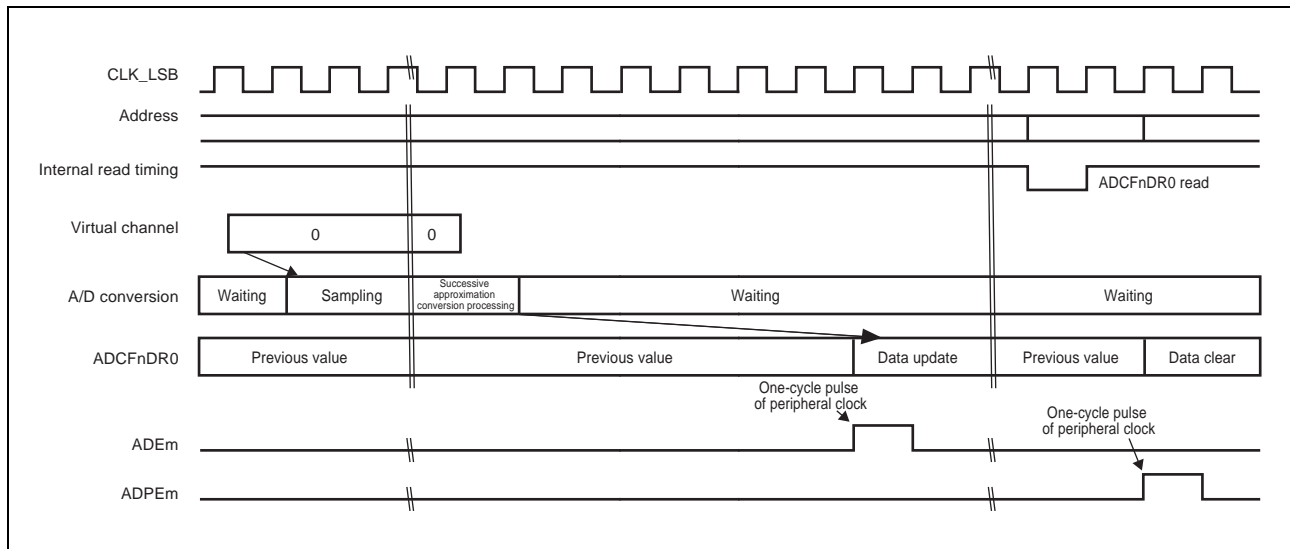 CLK_LSB
Address
Internal read timing
ADCFnDR0 read
Virtual channel
0
0
A/D conversion
Waiting
Sampling
Successive
approximation
conversion processing
Waiting
Waiting
ADCFnDR0
Previous value
Previous value
Data update
Previous value
Data clear
One-cycle pulse
of peripheral clock
One-cycle pulse
of peripheral clock
ADEm
ADPEm